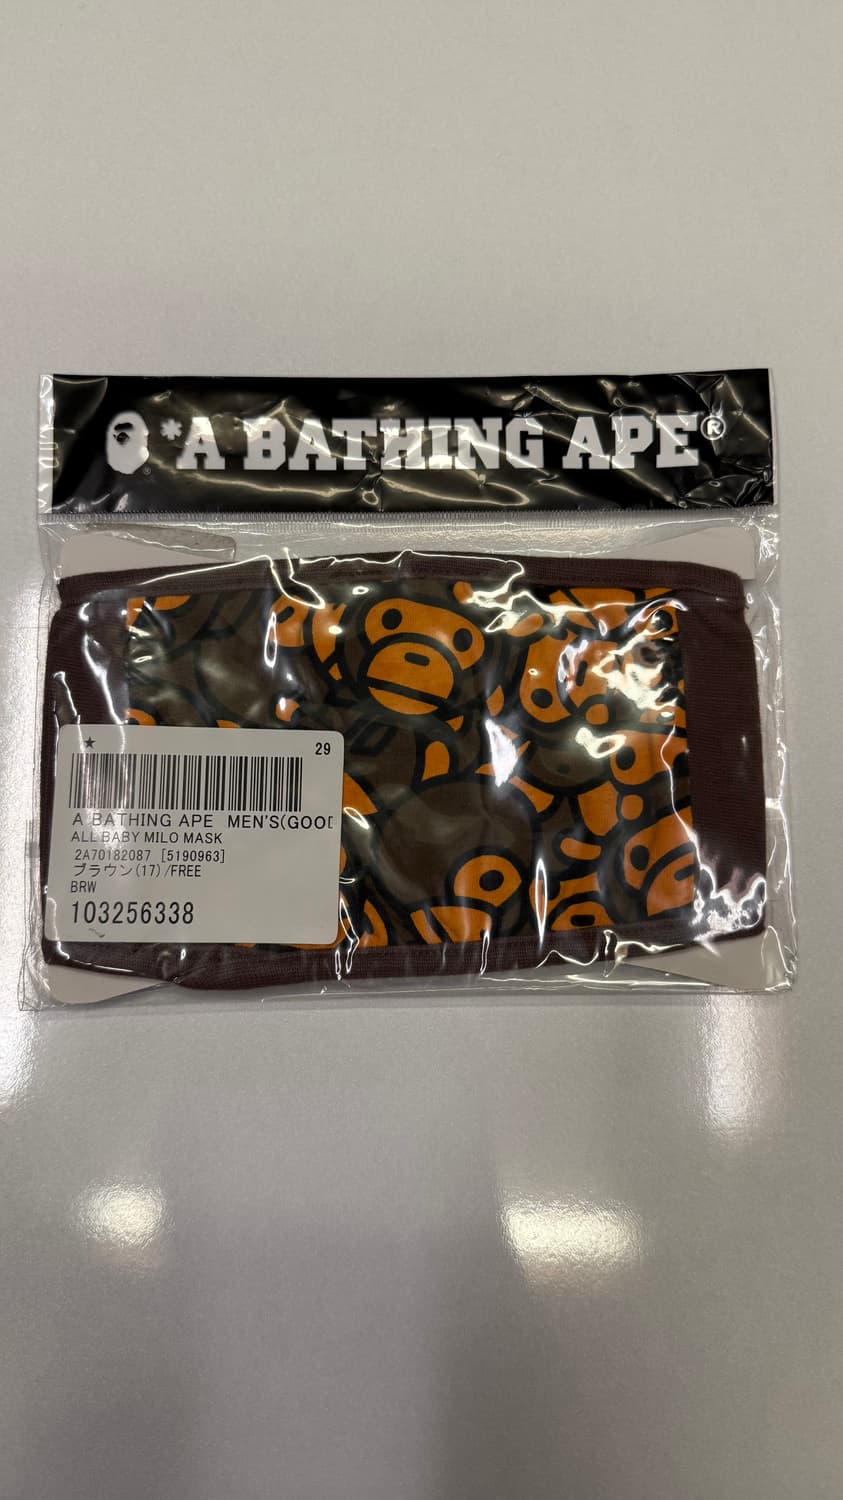 *A BATHING APE®
★ 29
A BATHING APE MEN'S(GOOD
ALL BABY MILO MASK
2A70182087 [5190963]
ブラウン(17)/FREE
BRW
103256338